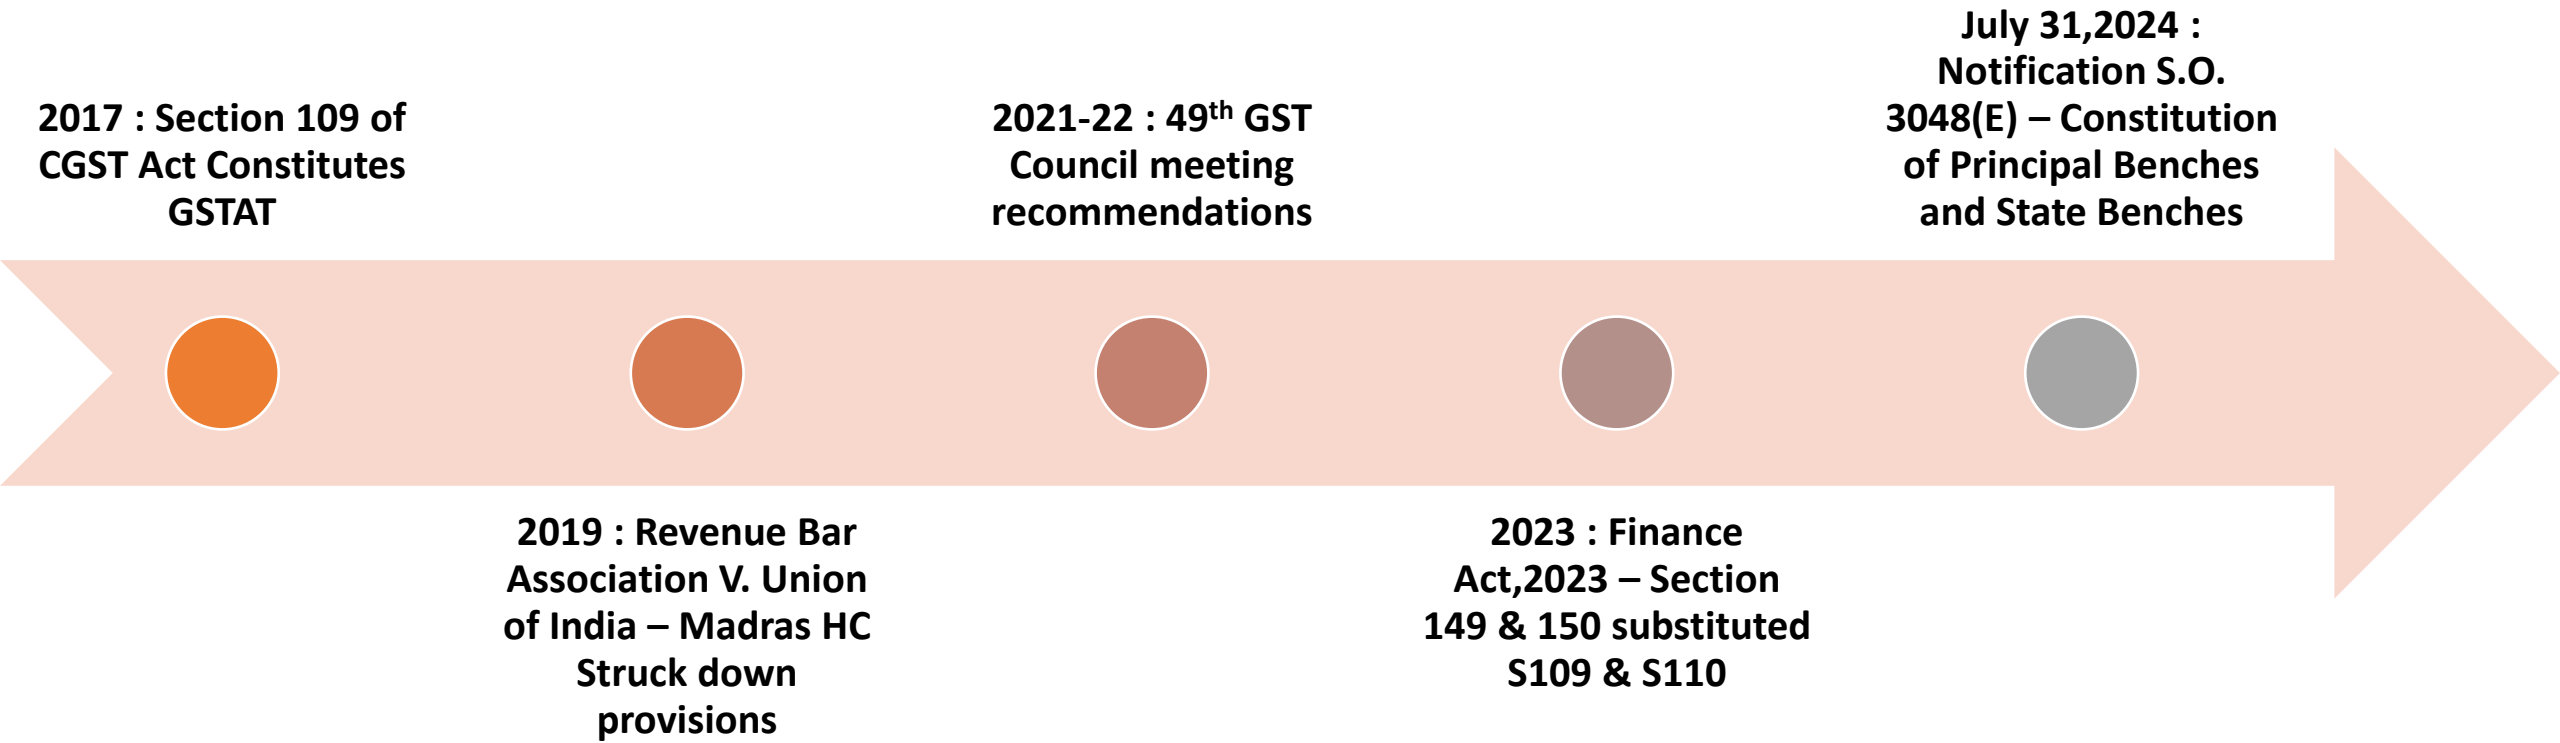 2017 : Section 109 of
CGST Act Constitutes
GSTAT
2019 : Revenue Bar
Association V. Union
of India – Madras HC
Struck down
provisions
2021-22 : 49th GST
Council meeting
recommendations
2023 : Finance
Act,2023 – Section
149 & 150 substituted
S109 & S110
July 31,2024 :
Notification S.O.
3048(E) – Constitution
of Principal Benches
and State Benches